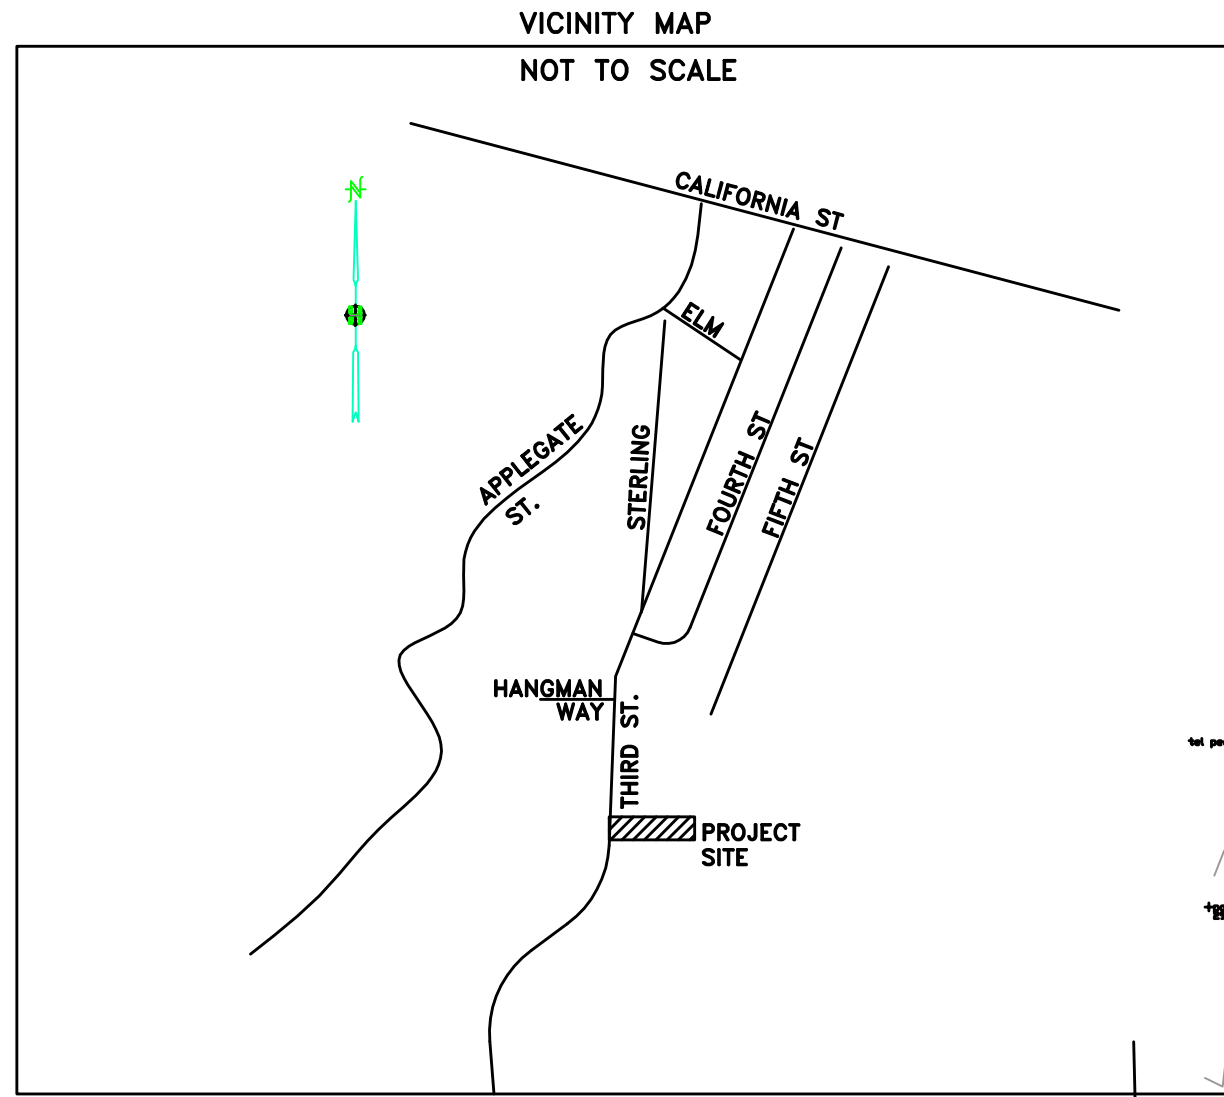 VICINITY MAP
NOT TO SCALE
N
CALIFORNIA ST
ELM
APPLEGATE
ST.
STERLING
FOURTH ST
FIFTH ST
HANGMAN
WAY
THIRD ST.
tel
PROJECT
SITE